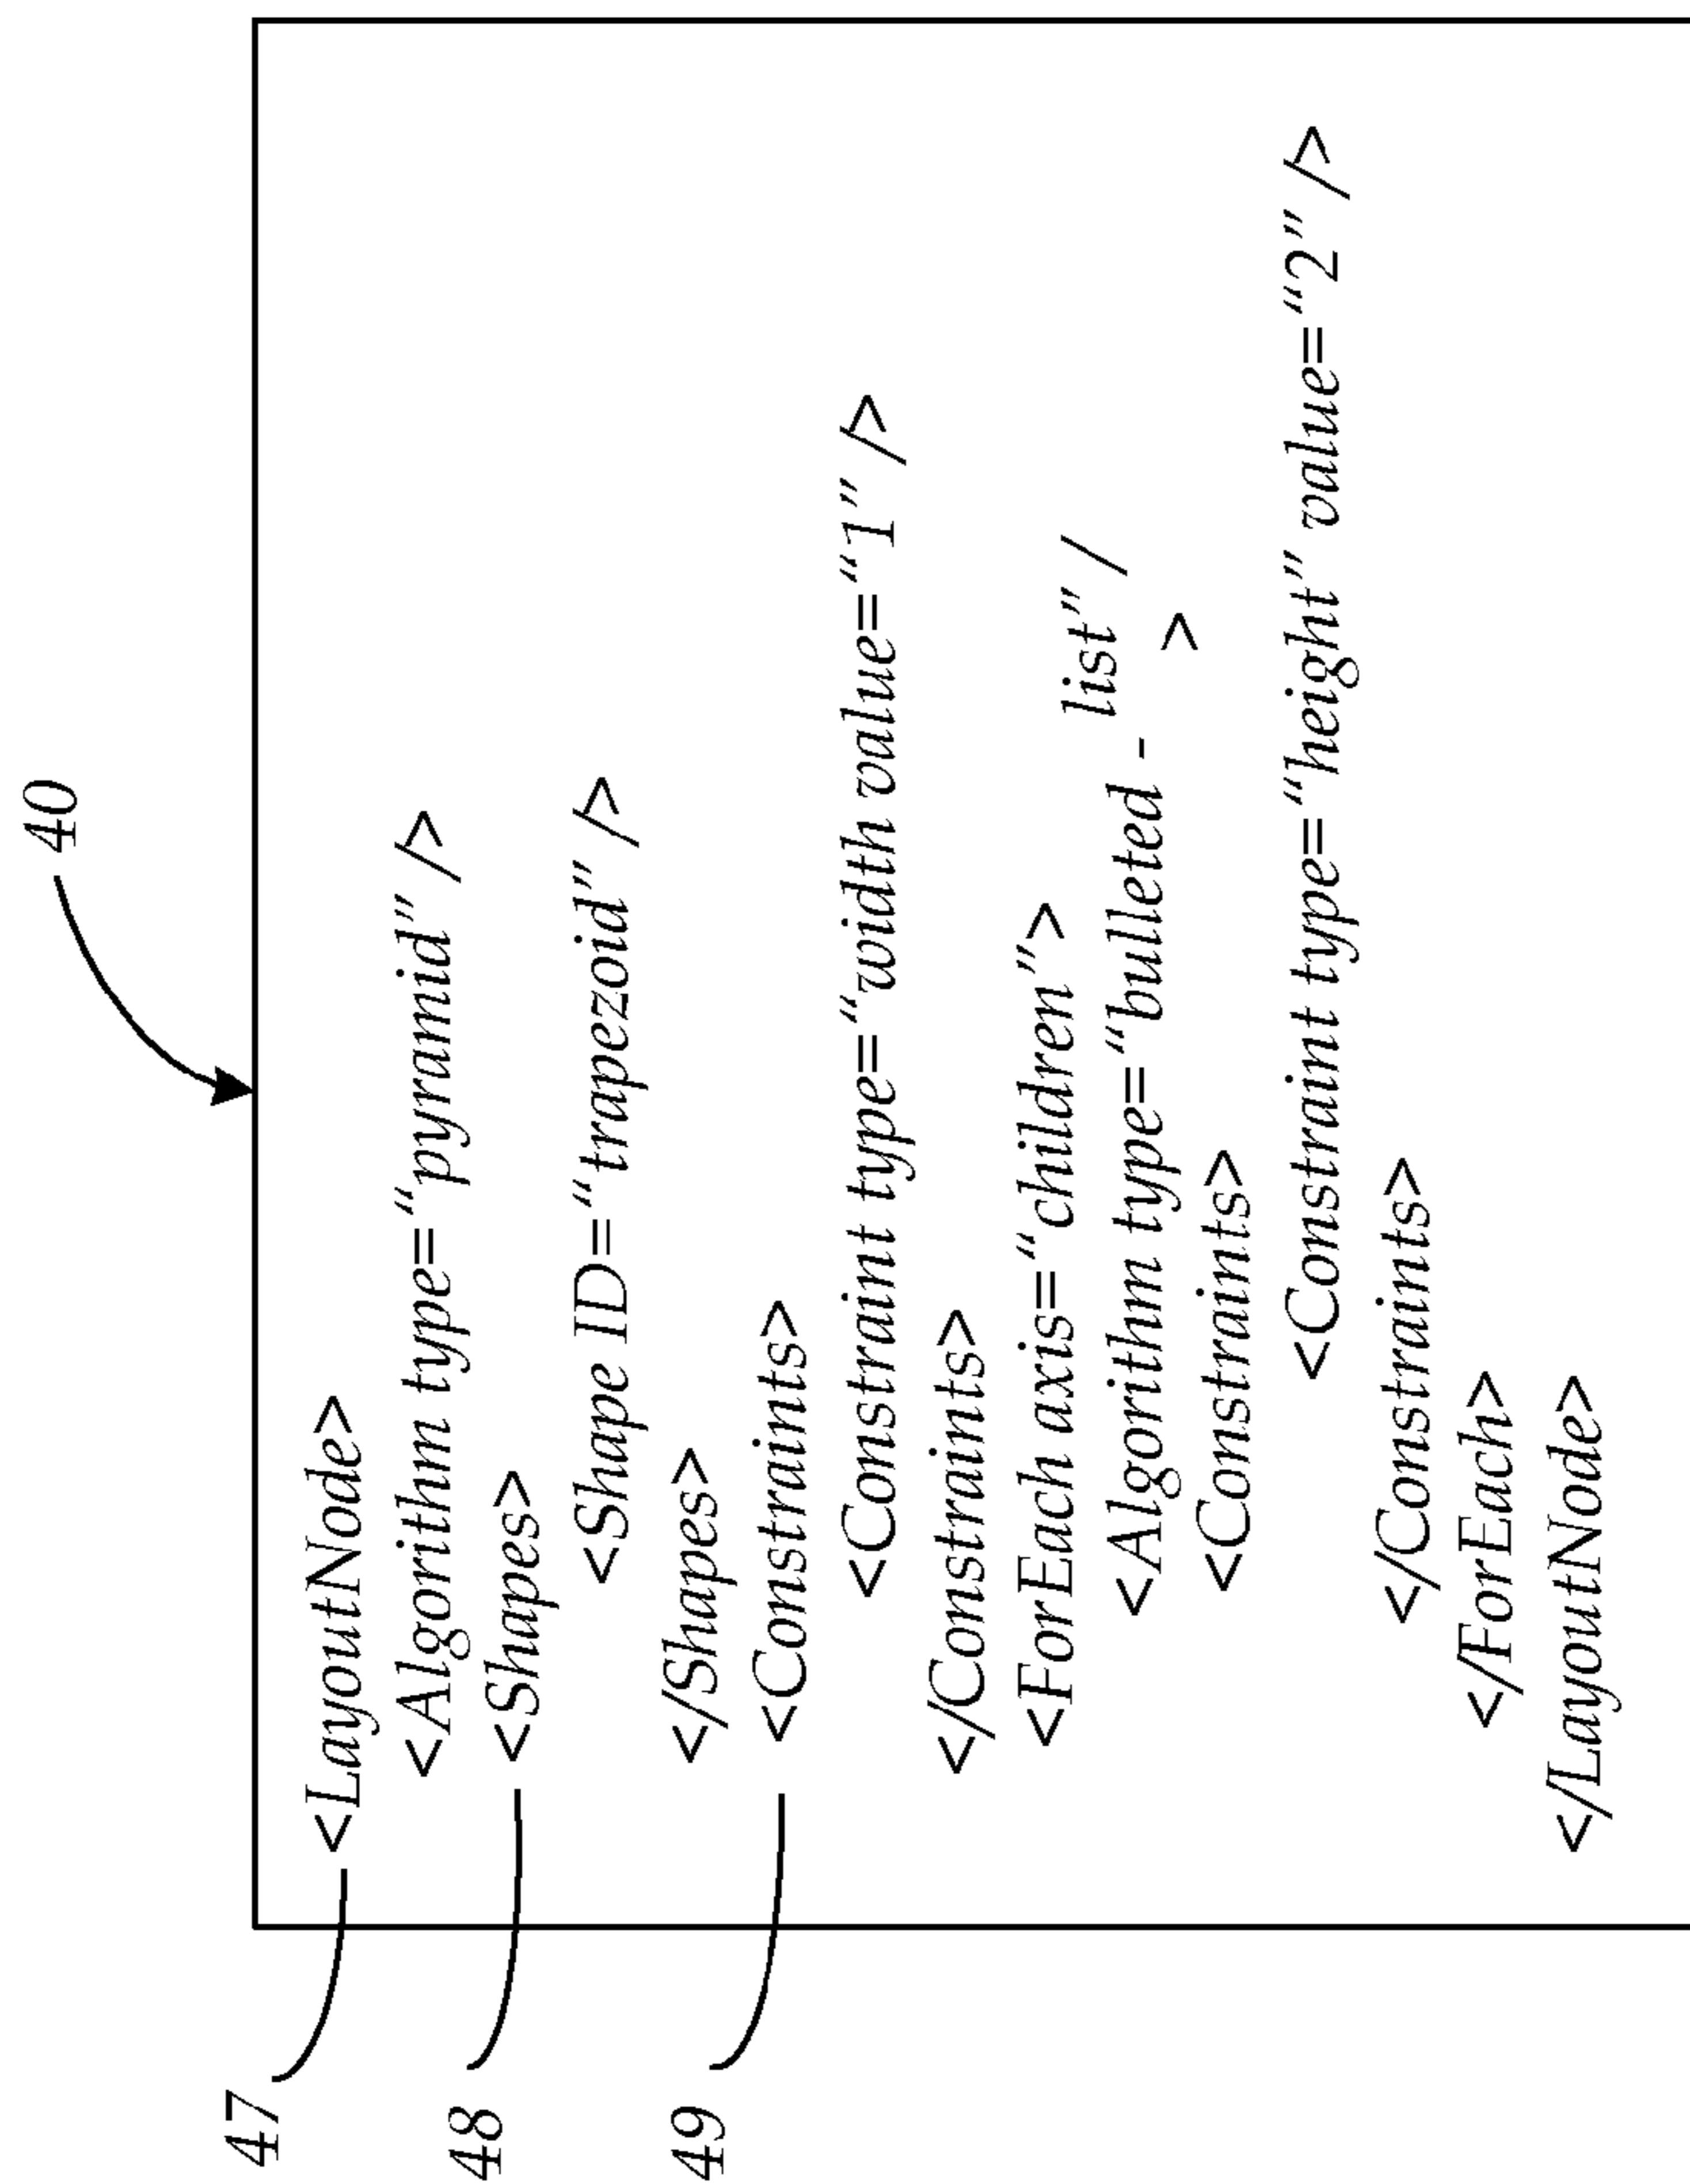 40
47
<LayoutNode>
<Algorithm type=“pyramid” />
48
<Shapes>
<Shape ID=“trapezoid” />
</Shapes>
49
<Constraints>
<Constraint type=“width value=“1” />
</Constraints>
<ForEach axis=“children”>
<Algorithm type=“bulleted - list” /
>
<Constraints>
<Constraint type=“height” value=“2” />
</Constraints>
</ForEach>
</LayoutNode>